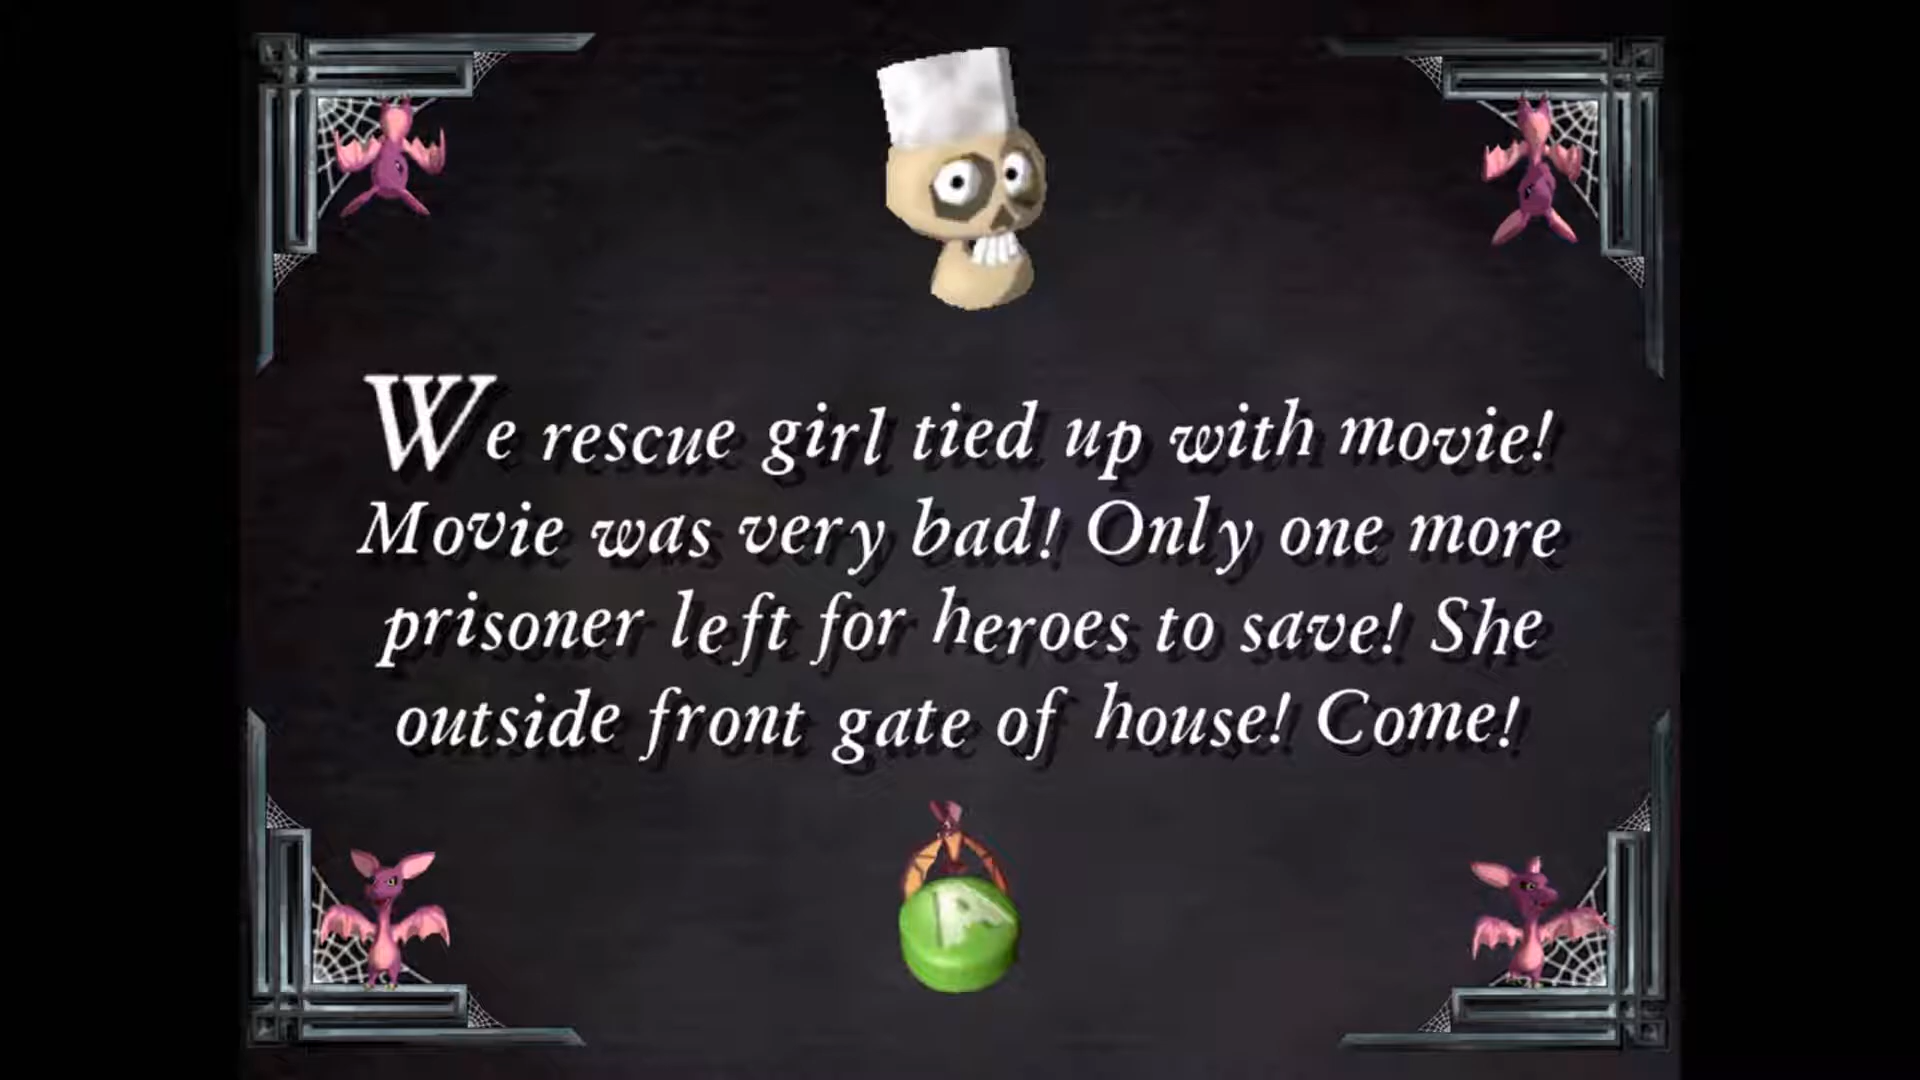 We rescue girl tied up with movie!
Movie was very bad! Only one more
prisoner left for heroes to save! She
outside front gate of house! Come!
A